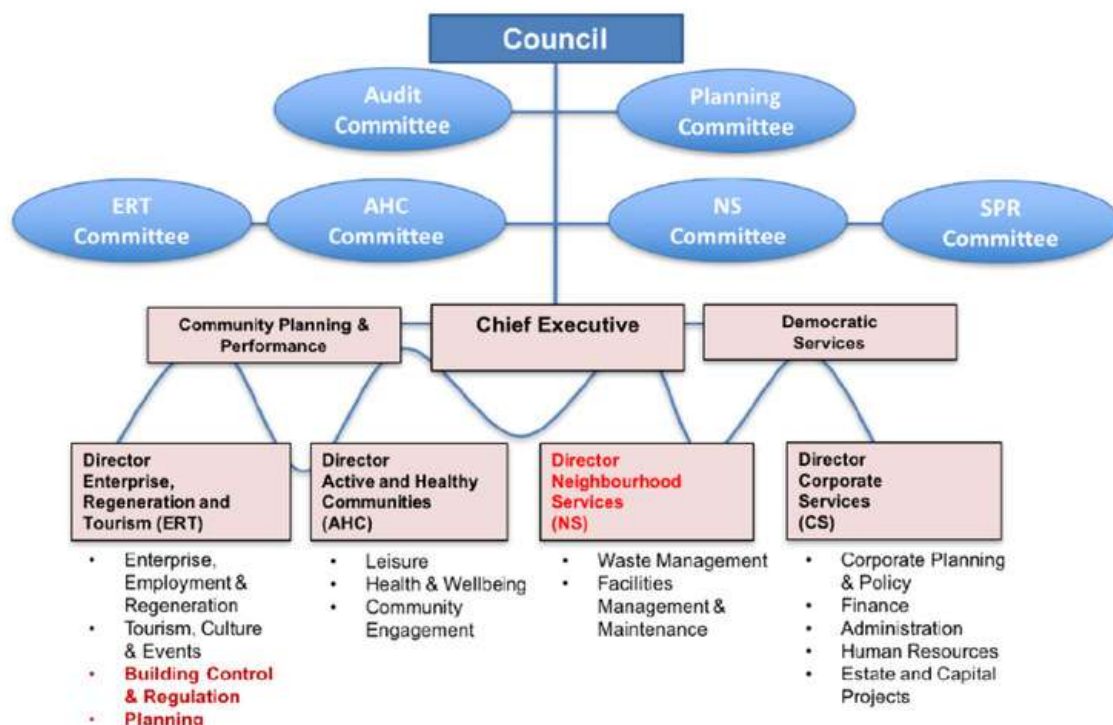 Council
Audit
Committee
Planning
Committee
ERT
Committee
AHC
Committee
NS
Committee
SPR
Committee
Community Planning &
Performance
Chief Executive
Democratic
Services
Director
Enterprise,
Regeneration and
Tourism (ERT)
• Enterprise,
Employment &
Regeneration
• Tourism, Culture
& Events
• Building Control
& Regulation
• Planning
Director
Active and Healthy
Communities
(AHC)
• Leisure
• Health & Wellbeing
• Community
Engagement
Director
Neighbourhood
Services
(NS)
• Waste Management
• Facilities
Management &
Maintenance
Director
Corporate
Services
(CS)
• Corporate Planning
& Policy
• Finance
• Administration
• Human Resources
• Estate and Capital
Projects